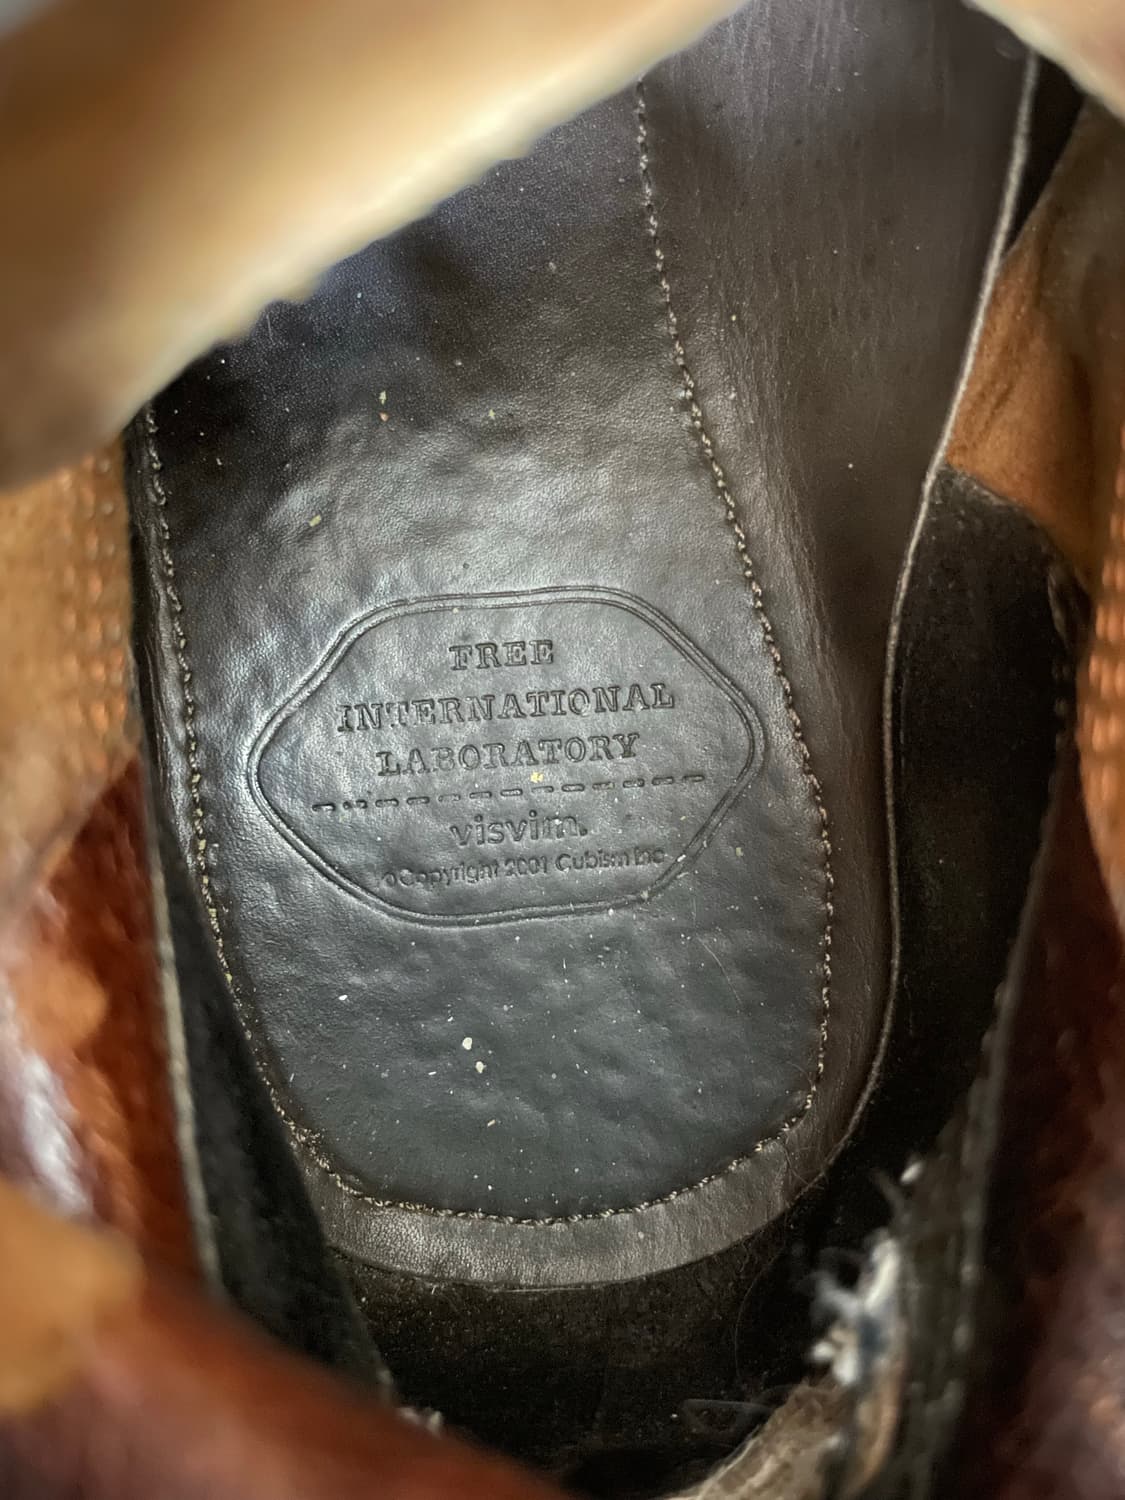 FREE
INTERNATIONAL
LABORATORY
visvim.
©Copyright 2001 Cubism Inc